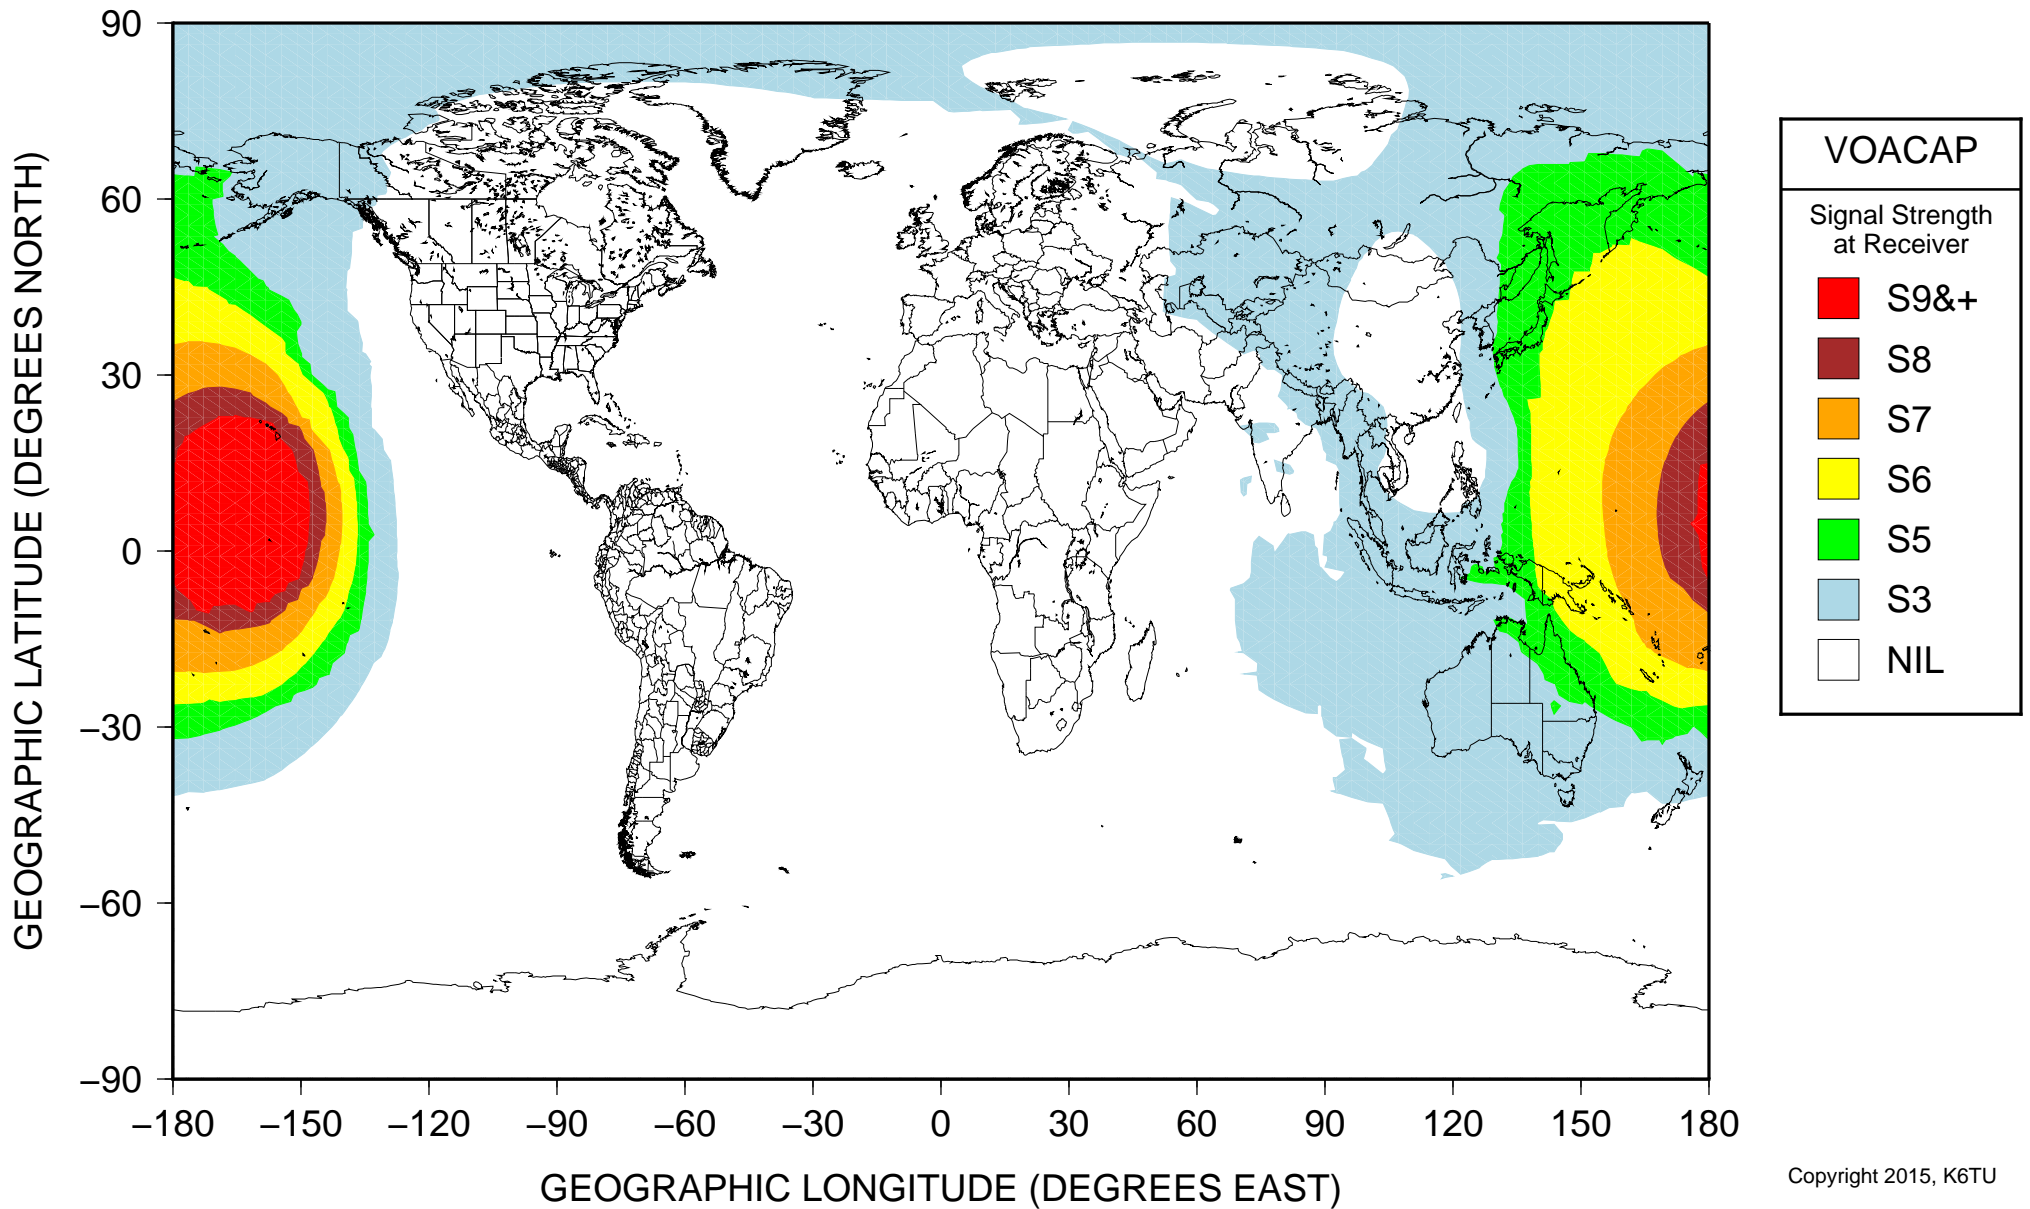 90
60
30
0
−30
−60
−90
GEOGRAPHIC LATITUDE (DEGREES NORTH)
−180 −150 −120 −90 −60 −30 0 30 60 90 120 150 180
GEOGRAPHIC LONGITUDE (DEGREES EAST)
VOACAP
Signal Strength
at Receiver
S9&+
S8
S7
S6
S5
S3
NIL
Copyright 2015, K6TU